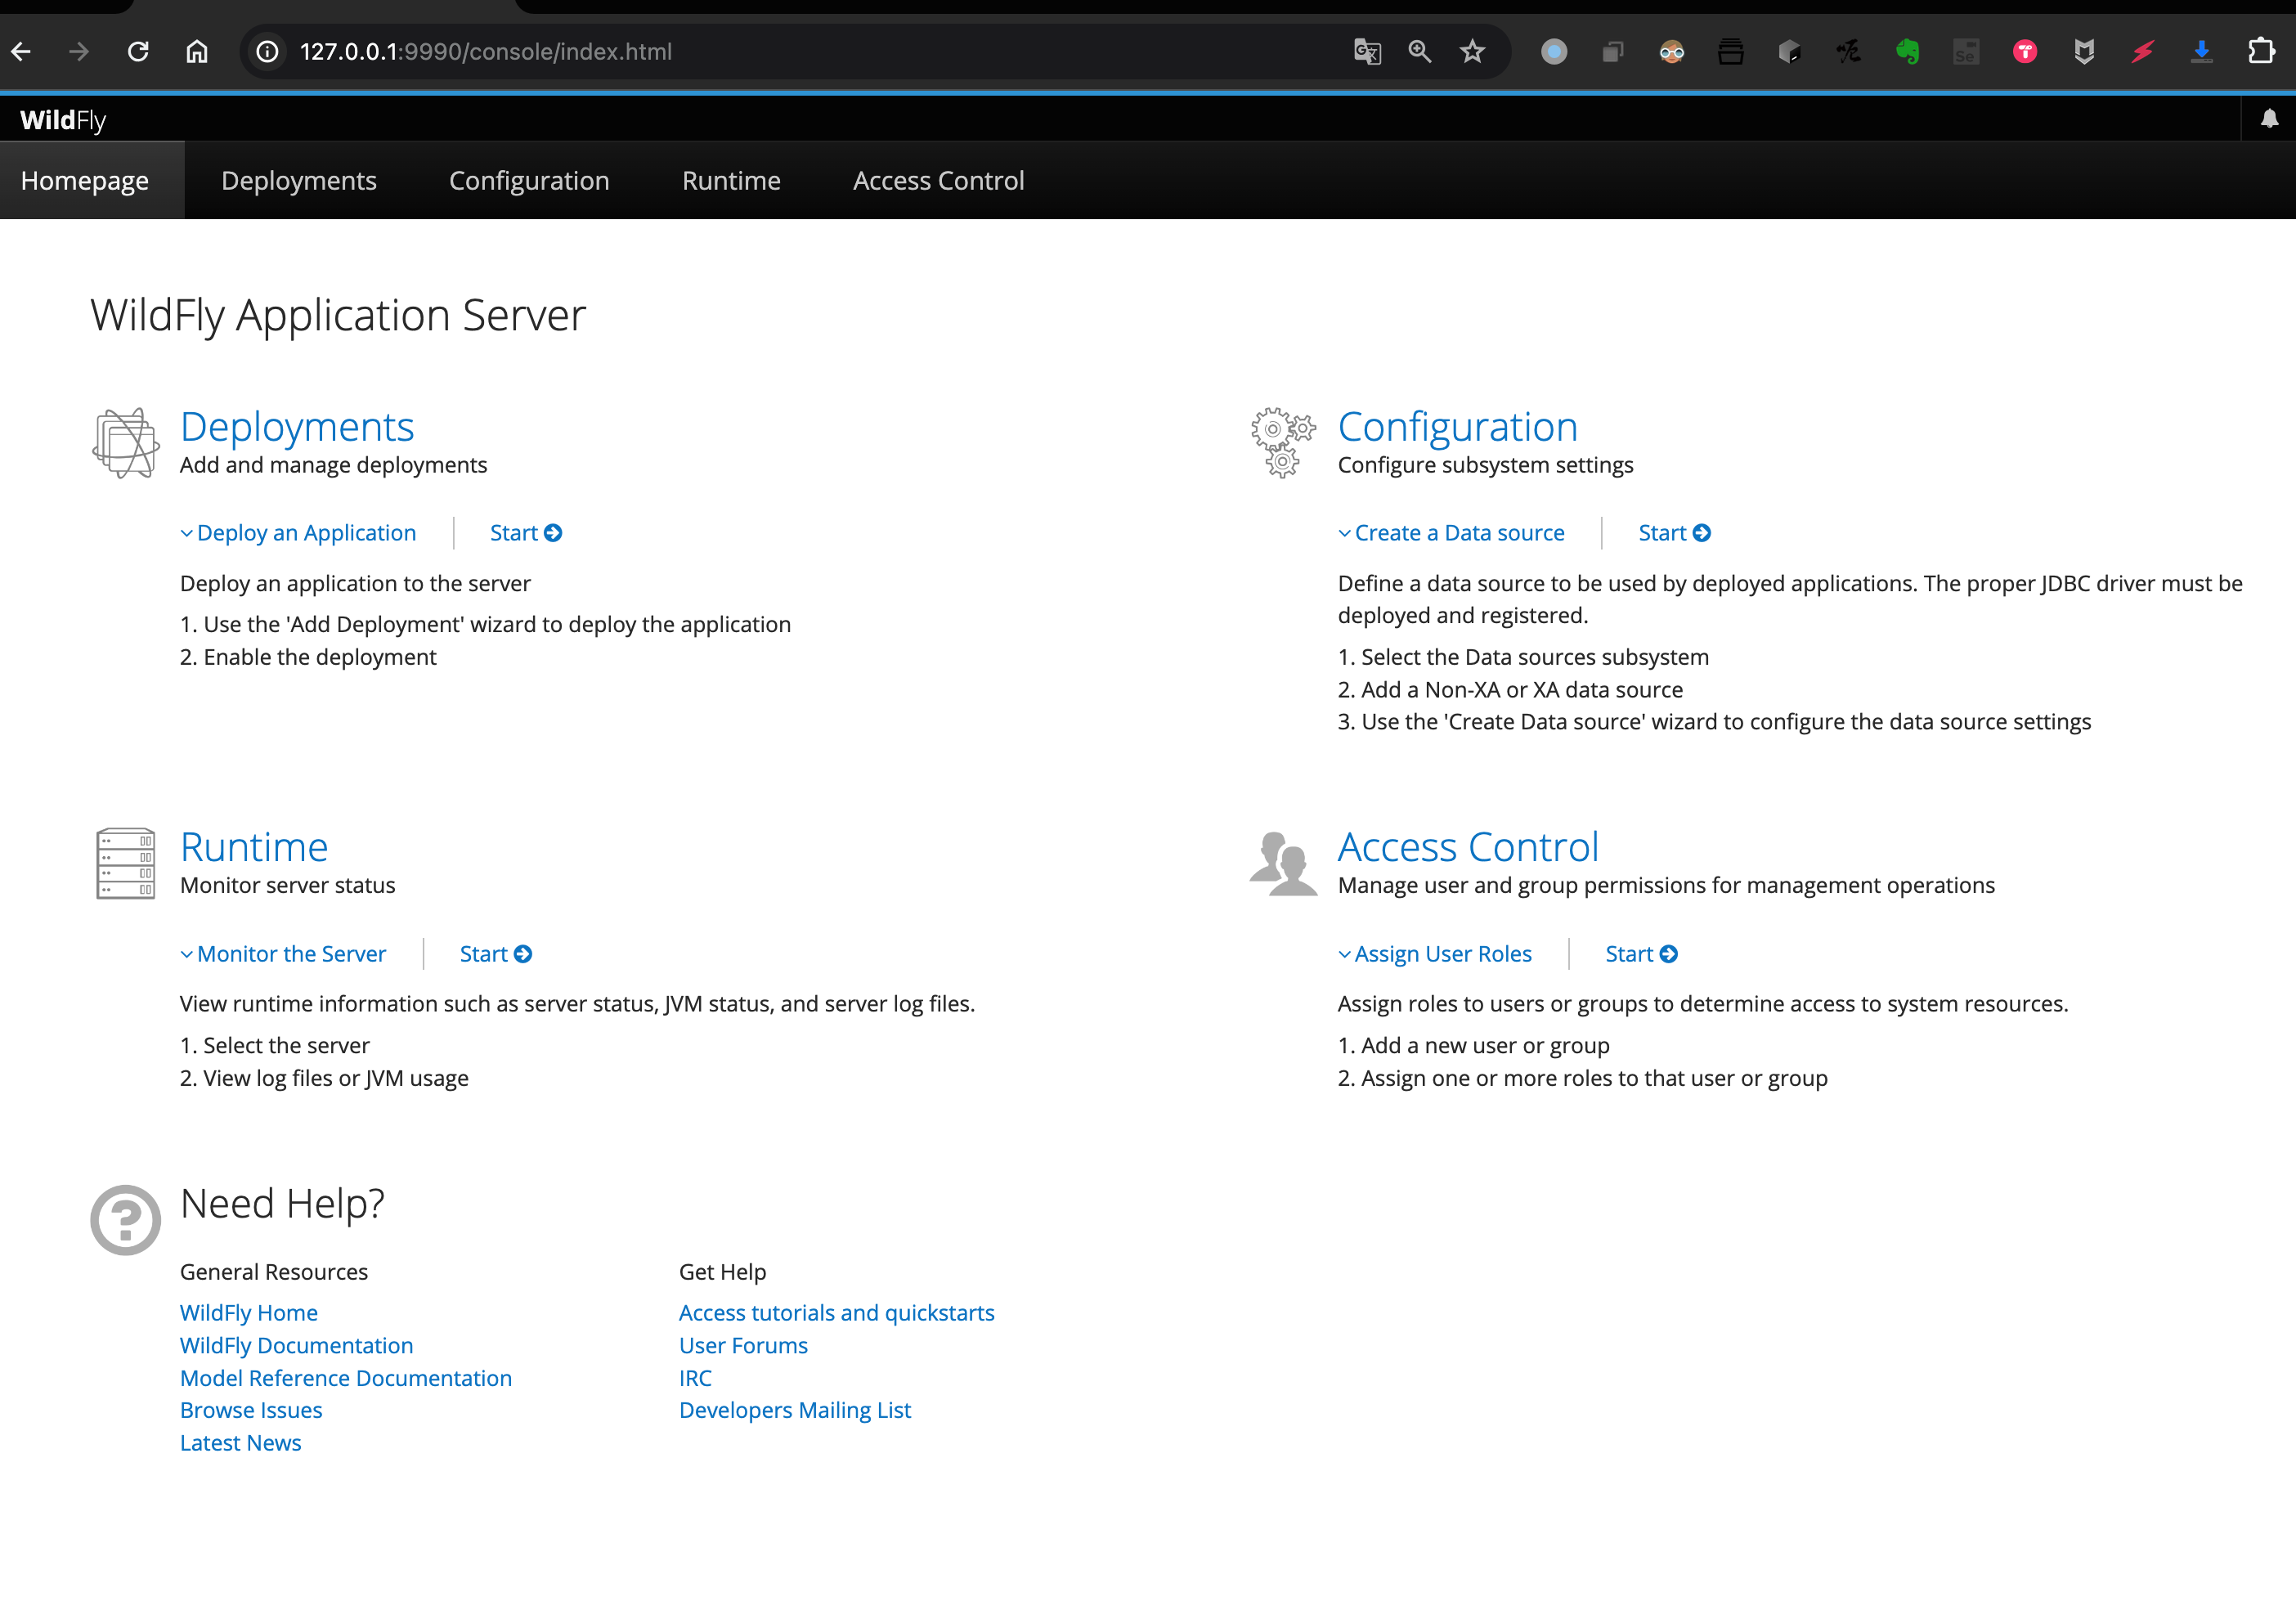 127.0.0.1:9990/console/index.html
WildFly
Homepage Deployments Configuration Runtime Access Control
WildFly Application Server
Deployments
Add and manage deployments
Deploy an Application Start
Deploy an application to the server
1. Use the 'Add Deployment' wizard to deploy the application
2. Enable the deployment
Configuration
Configure subsystem settings
Create a Data source Start
Define a data source to be used by deployed applications. The proper JDBC driver must be
deployed and registered.
1. Select the Data sources subsystem
2. Add a Non-XA or XA data source
3. Use the 'Create Data source' wizard to configure the data source settings
Runtime
Monitor server status
Monitor the Server Start
View runtime information such as server status, JVM status, and server log files.
1. Select the server
2. View log files or JVM usage
Access Control
Manage user and group permissions for management operations
Assign User Roles Start
Assign roles to users or groups to determine access to system resources.
1. Add a new user or group
2. Assign one or more roles to that user or group
Need Help?
General Resources
WildFly Home
WildFly Documentation
Model Reference Documentation
Browse Issues
Latest News
Get Help
Access tutorials and quickstarts
User Forums
IRC
Developers Mailing List